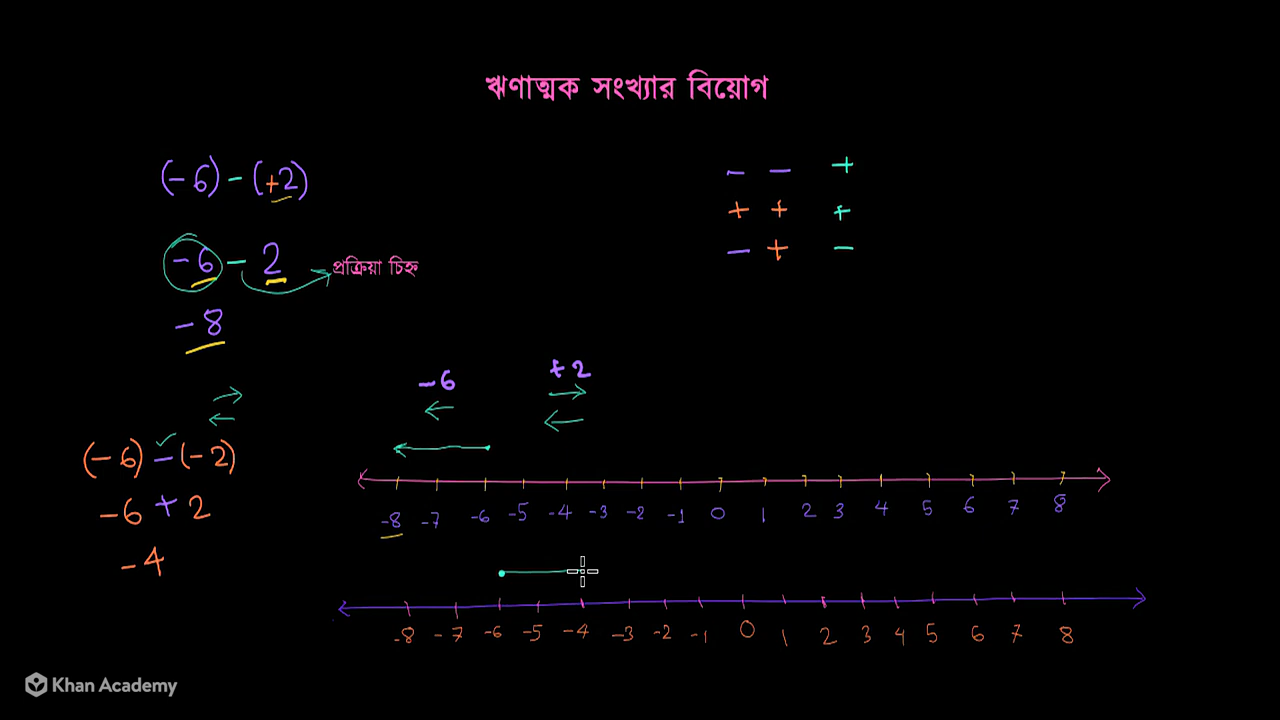 ঋণাত্মক সংখ্যার বিয়োগ
(-6) - (+2)
-6 - 2 প্রক্রিয়া চিহ্ন
-8
- - +
+ + +
- + -
-6 +2
(-6) - (-2)
-6 + 2
-4
-8 -7 -6 -5 -4 -3 -2 -1 0 1 2 3 4 5 6 7 8
-8 -7 -6 -5 -4 -3 -2 -1 0 1 2 3 4 5 6 7 8
Khan Academy